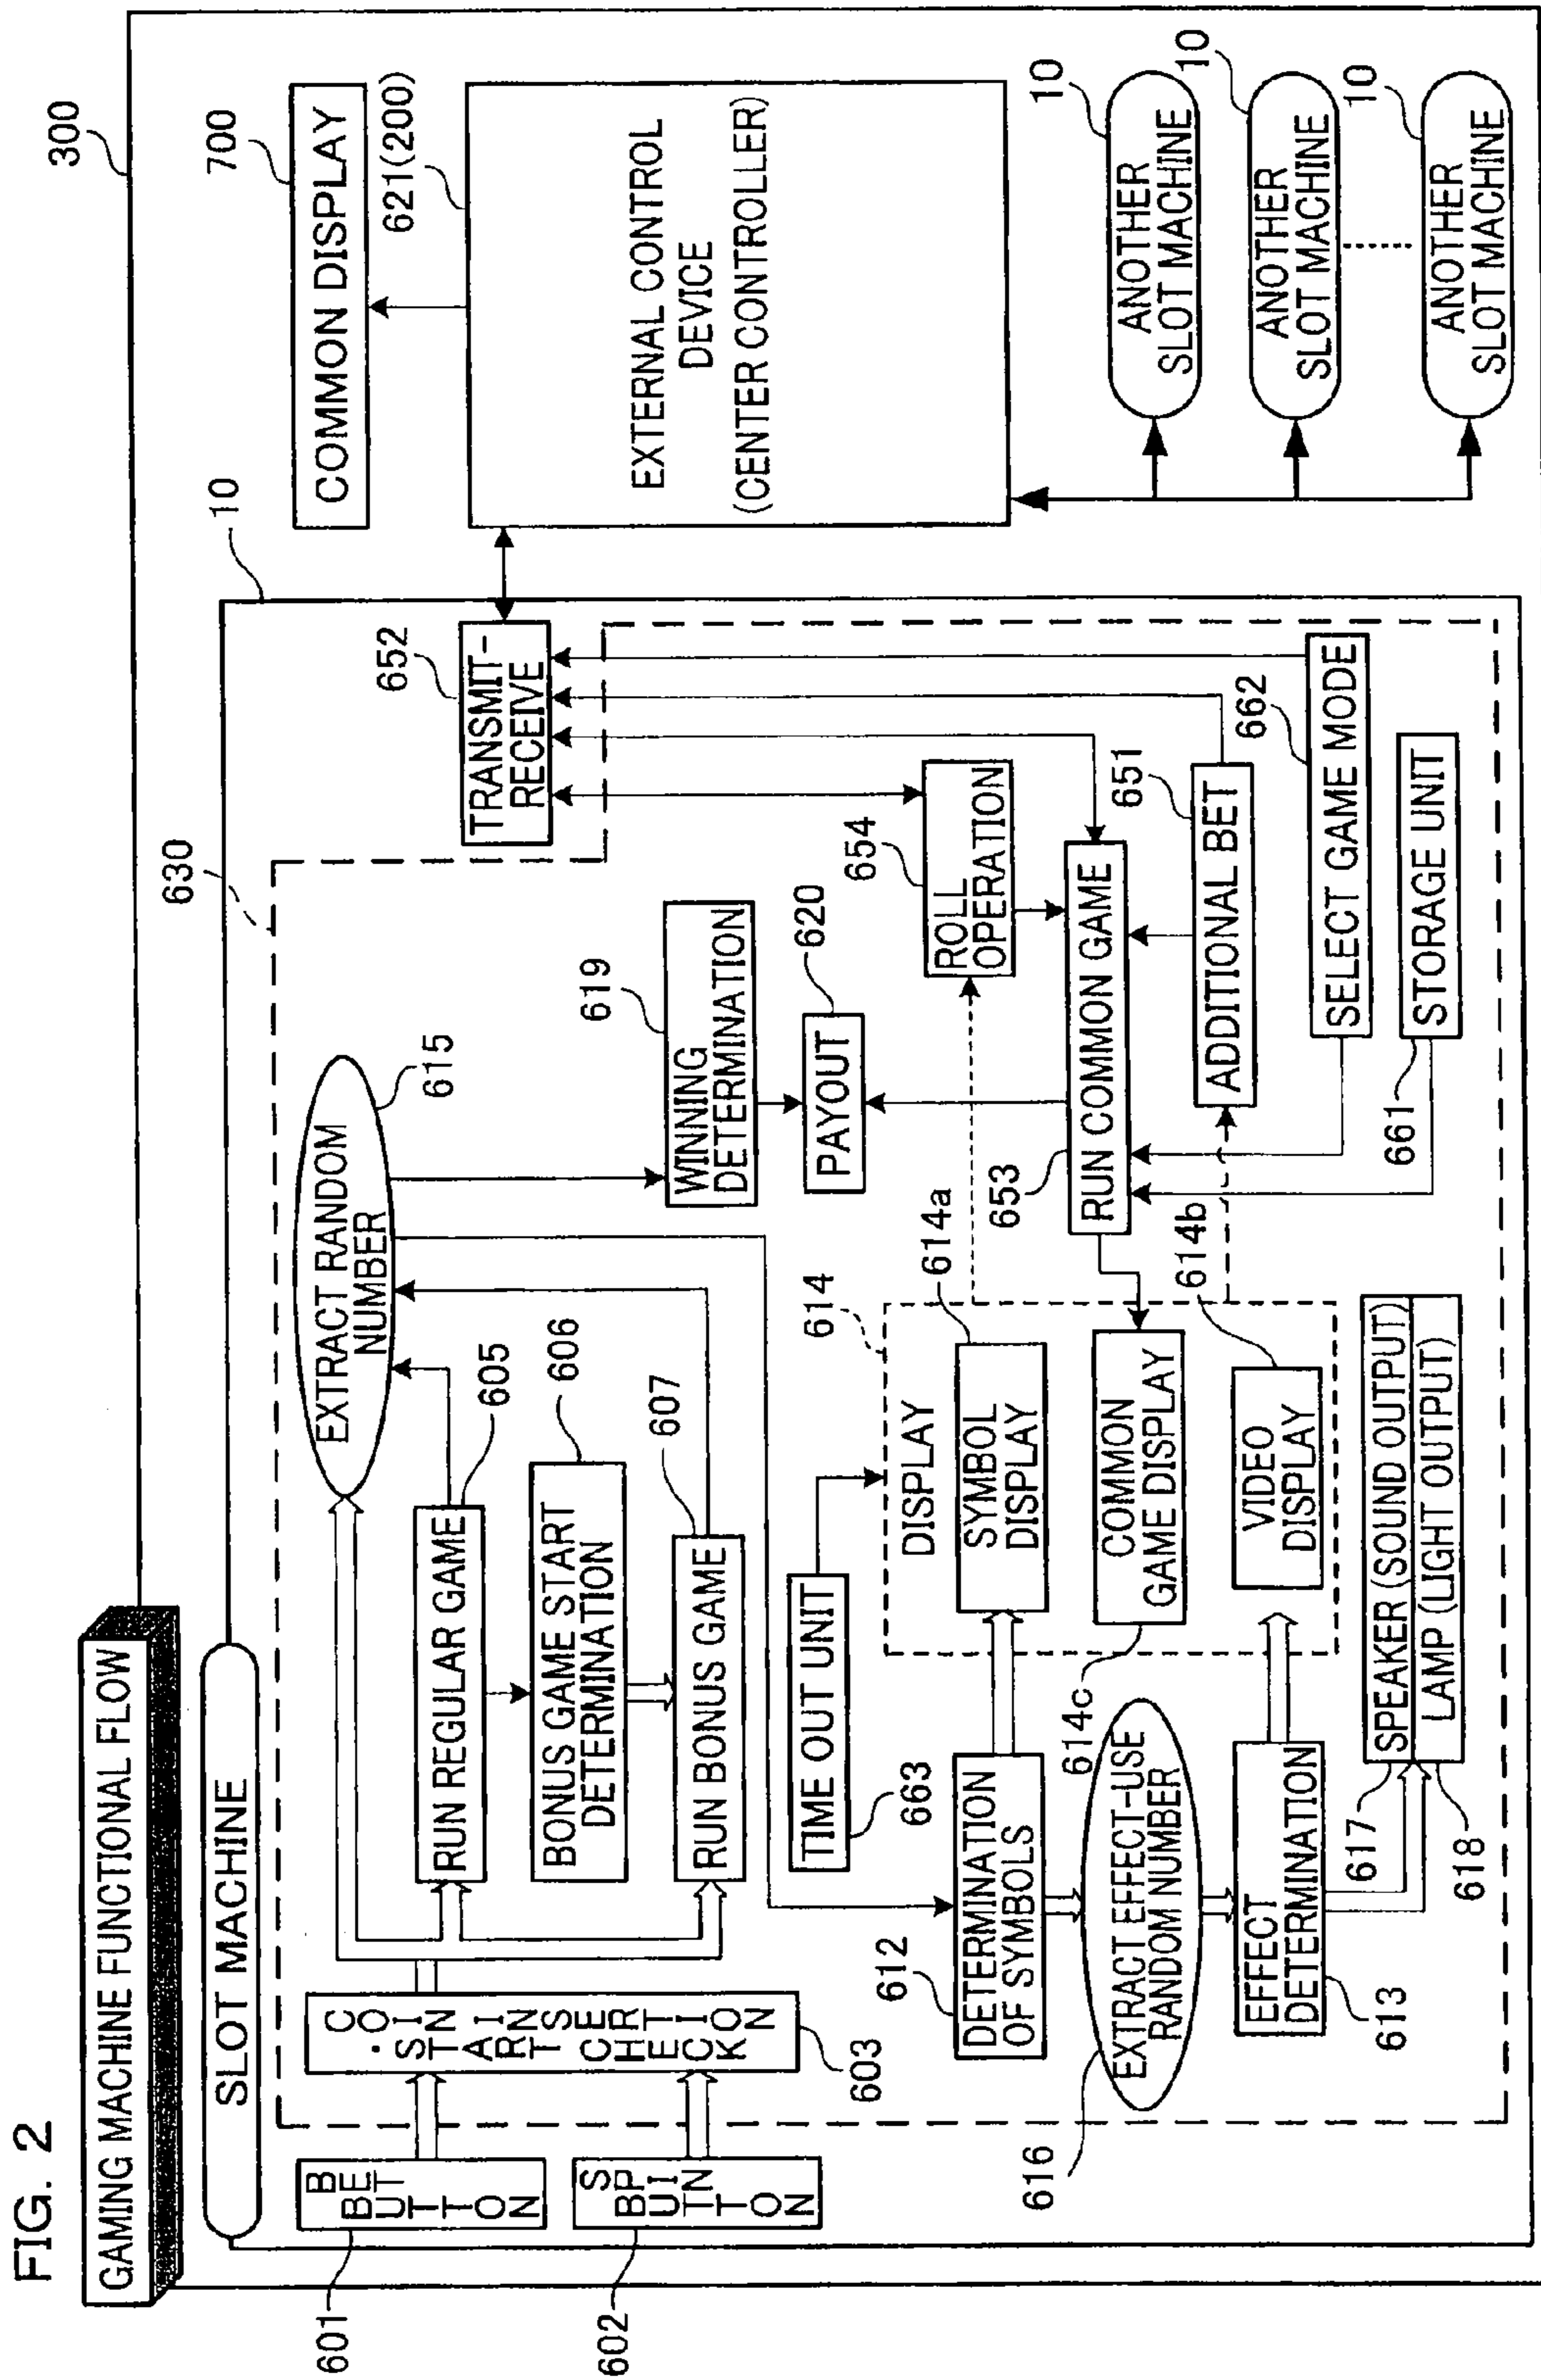 FIG. 2
GAMING MACHINE FUNCTIONAL FLOW
300
SLOT MACHINE
10
630
BET
BUTTON
601
SPIN
BUTTON
602
COIN INSERTION
·START CHECK
603
EXTRACT RANDOM
NUMBER
615
RUN REGULAR GAME
605
BONUS GAME START
DETERMINATION
606
RUN BONUS GAME
607
WINNING
DETERMINATION
619
PAYOUT
620
TRANSMIT-
RECEIVE
652
COMMON DISPLAY
700
621(200)
EXTERNAL CONTROL
DEVICE
(CENTER CONTROLLER)
TIME OUT UNIT
663
DISPLAY
614
SYMBOL
DISPLAY
614a
COMMON
GAME DISPLAY
614c
VIDEO
DISPLAY
614b
612
DETERMINATION
OF SYMBOLS
EXTRACT EFFECT-USE
RANDOM NUMBER
616
EFFECT
DETERMINATION
613
617
SPEAKER (SOUND OUTPUT)
LAMP (LIGHT OUTPUT)
618
ROLL
OPERATION
654
RUN COMMON GAME
653
ADDITIONAL BET
651
SELECT GAME MODE
662
STORAGE UNIT
661
ANOTHER
SLOT MACHINE
10
ANOTHER
SLOT MACHINE
10
ANOTHER
SLOT MACHINE
10